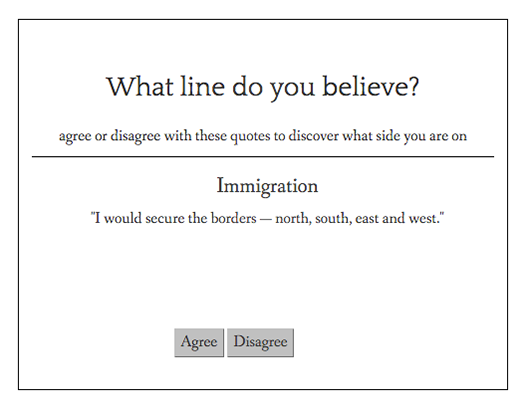 What line do you believe?
agree or disagree with these quotes to discover what side you are on
Immigration
"I would secure the borders — north, south, east and west."
Agree Disagree